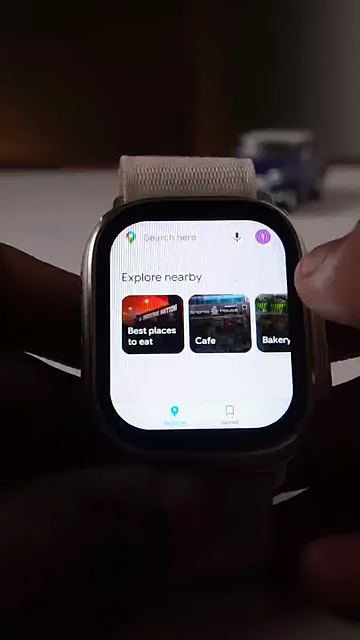 Search here
Explore nearby
Best places
to eat
Cafe
Bakery
Explore
Saved